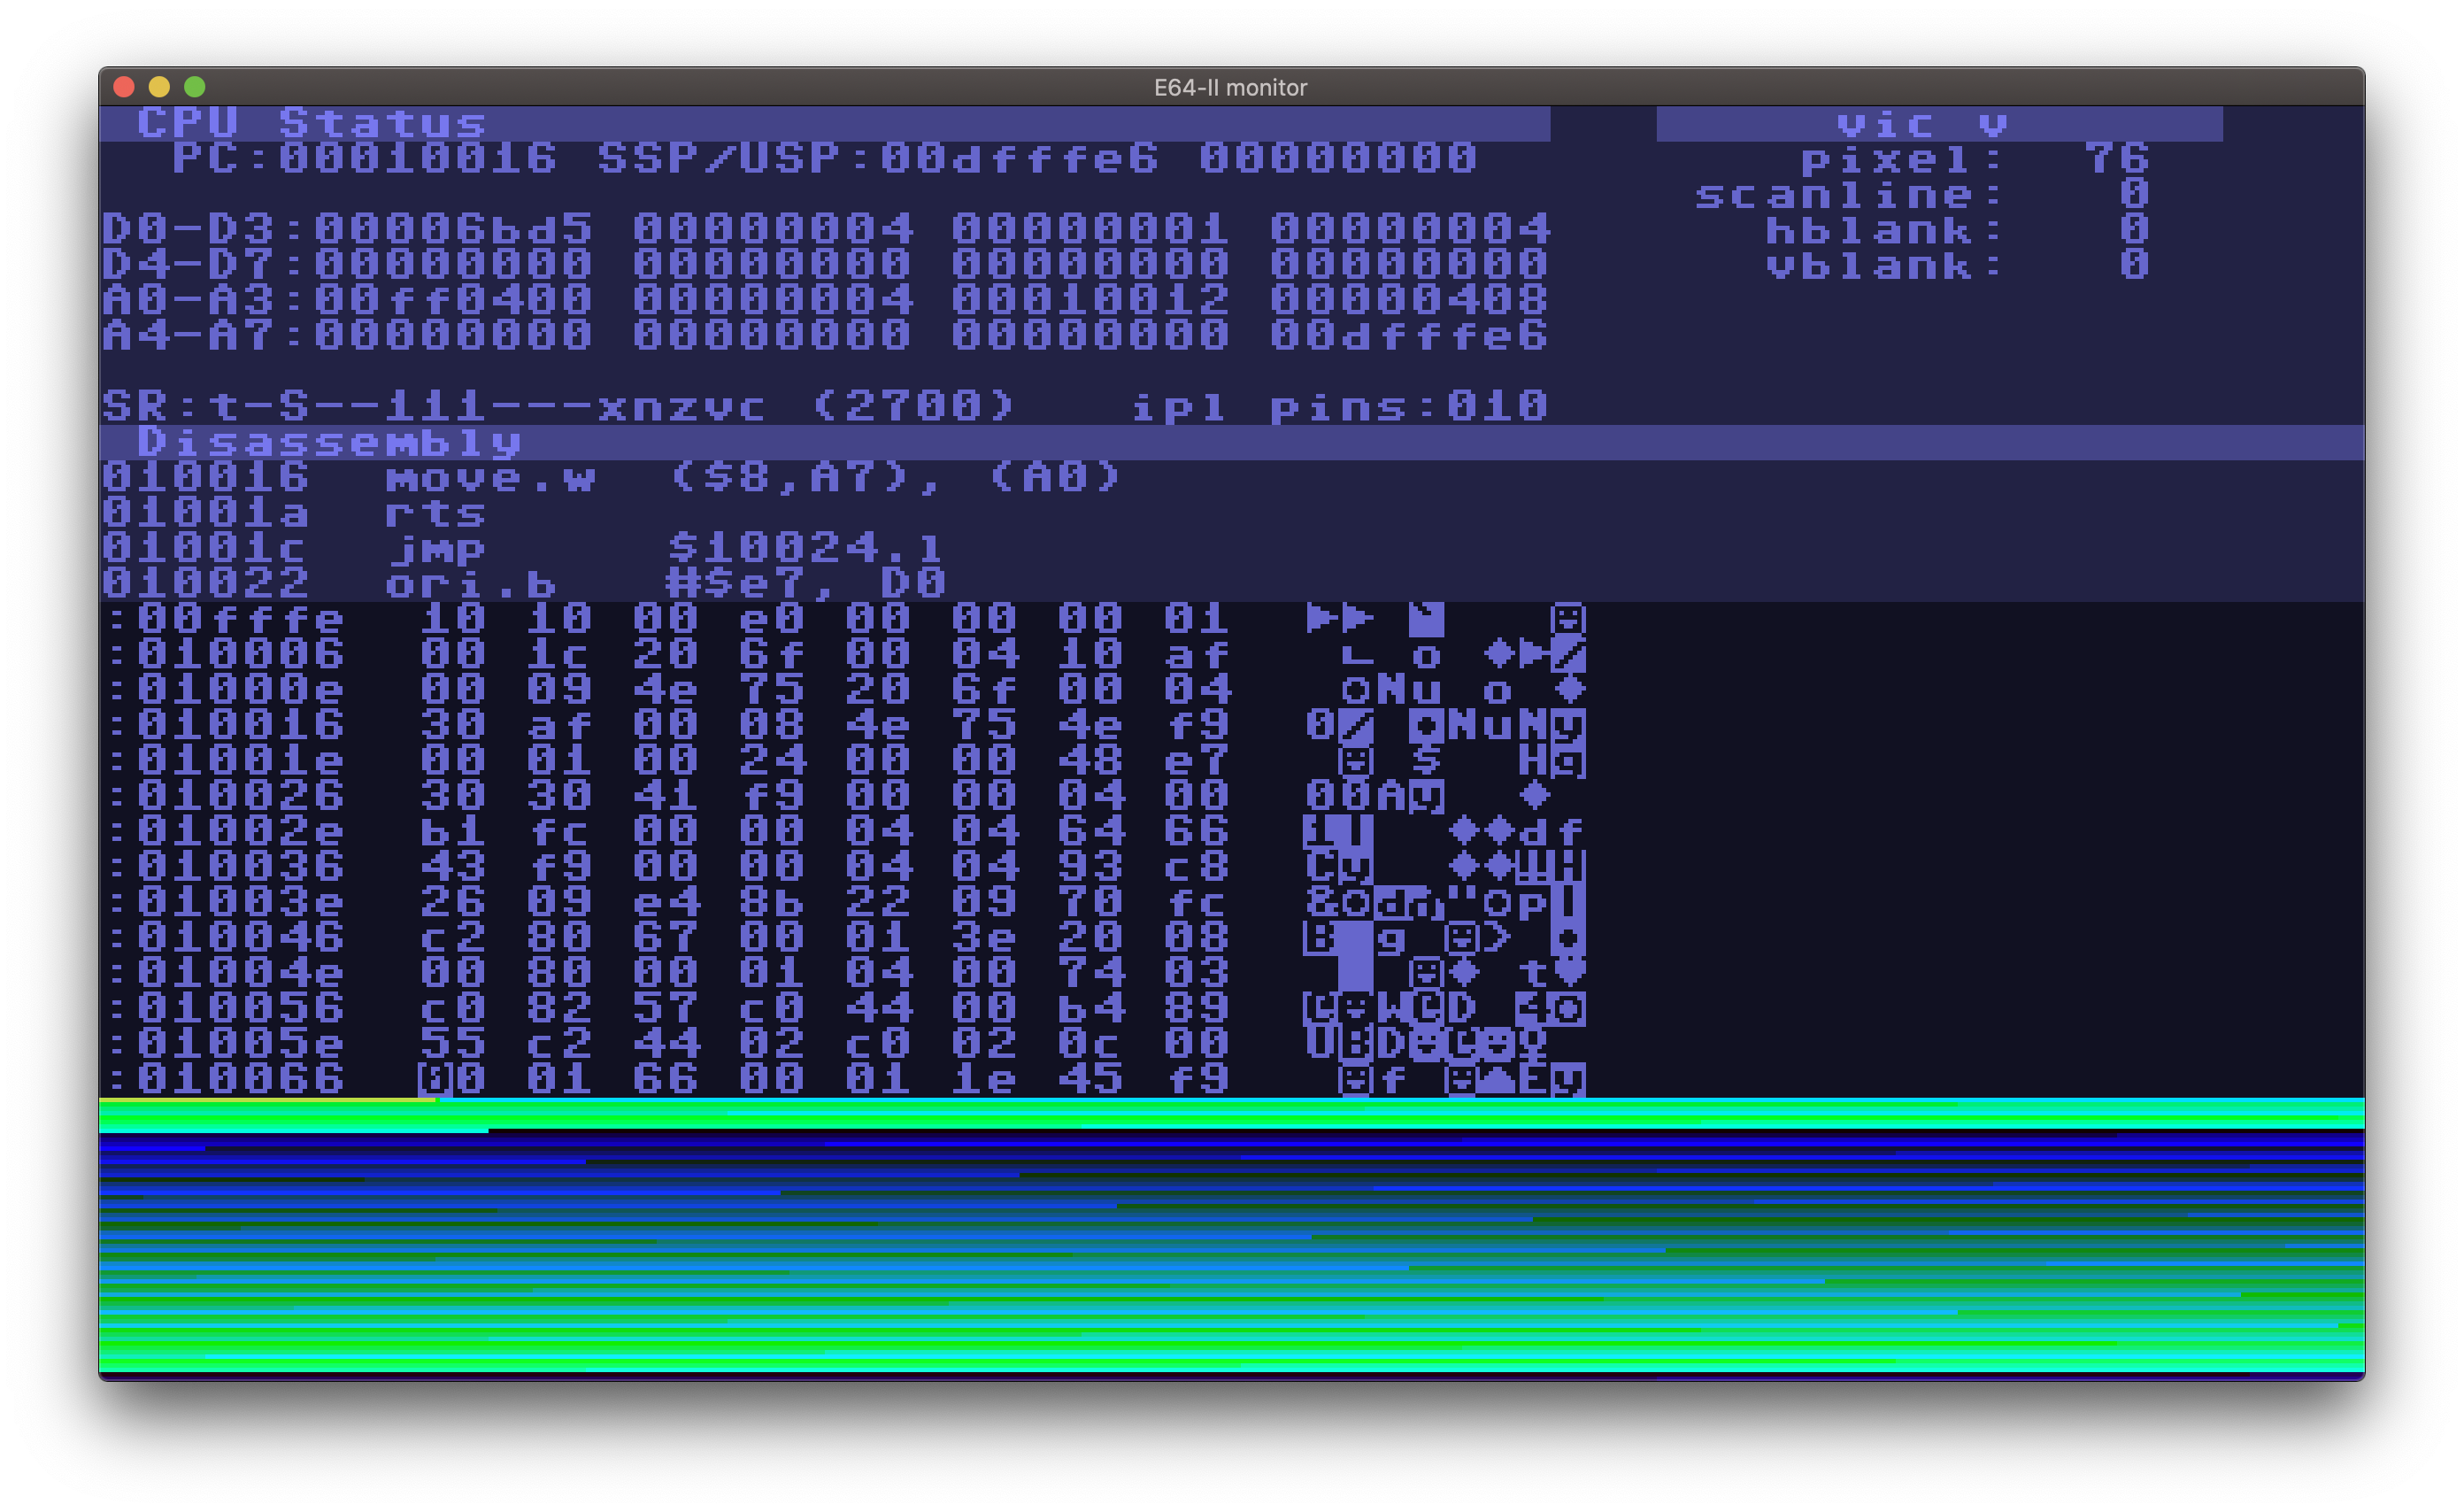 E64-II monitor
CPU Status vic v
PC:00010016 SSP/USP:00dfffe6 00000000 pixel: 76
scanline: 0
D0-D3:00006bd5 00000004 00000001 00000004 hblank: 0
D4-D7:00000000 00000000 00000000 00000000 vblank: 0
A0-A3:00ff0400 00000004 00010012 00000408
A4-A7:00000000 00000000 00000000 00dfffe6
SR:t-S--111---xnzvc (2700) ipl pins:010
Disassembly
010016 move.w ($8,A7), (A0)
01001a rts
01001c jmp $10024.l
010022 ori.b #$e7, D0
:00fffe 10 10 00 e0 00 00 00 01
:010006 00 1c 20 6f 00 04 10 af o
:01000e 00 09 4e 75 20 6f 00 04 oNu o
:010016 30 af 00 08 4e 75 4e f9 0 NuN
:01001e 00 01 00 24 00 00 48 e7 $ H
:010026 30 30 41 f9 00 00 04 00 00A
:01002e b1 fc 00 00 04 04 64 66 df
:010036 43 f9 00 00 04 04 93 c8 C
:01003e 26 09 e4 8b 22 09 70 fc &o "op
:010046 c2 80 67 00 01 3e 20 08 g >
:01004e 00 80 00 01 04 00 74 03 t
:010056 c0 82 57 c0 44 00 b4 89 W D
:01005e 55 c2 44 02 c0 02 0c 00 U D
:010066 00 01 66 00 01 1e 45 f9 f E